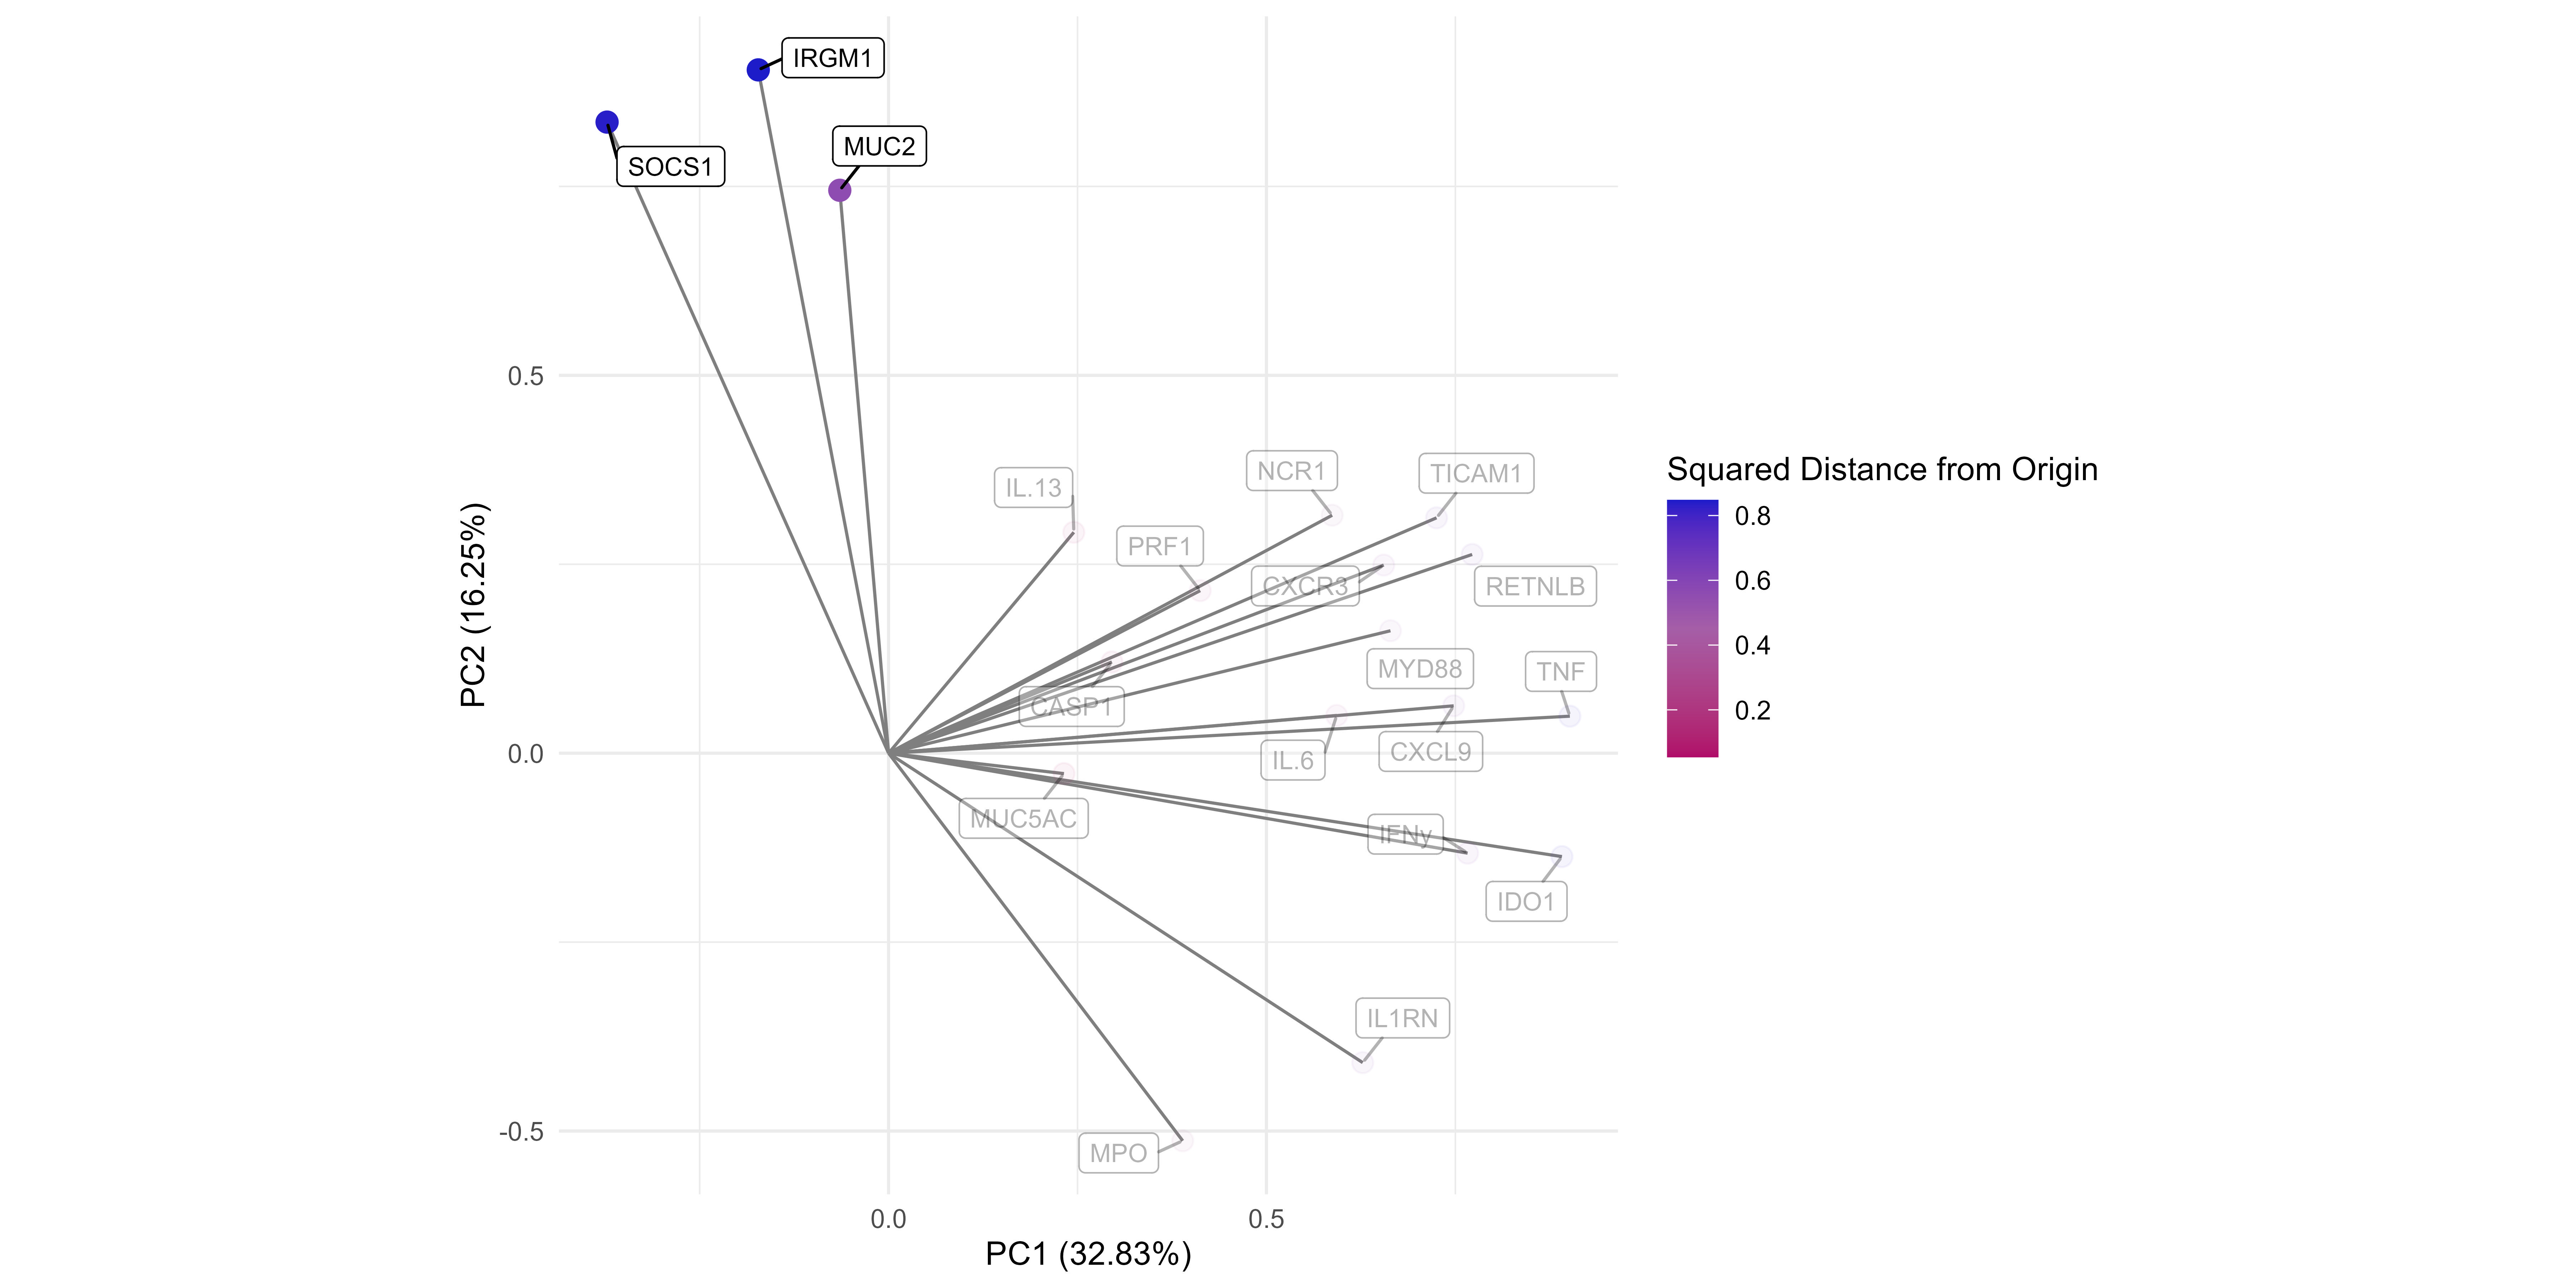 IRGM1
MUC2
SOCS1
0.5
NCR1
TICAM1
IL.13
PRF1
CXCR3
RETNLB
MYD88
TNF
CASP1
0.0
IL.6
CXCL9
MUC5AC
IFNy
IDO1
IL1RN
-0.5
MPO
0.0
0.5
PC1 (32.83%)
PC2 (16.25%)
Squared Distance from Origin
0.8
0.6
0.4
0.2